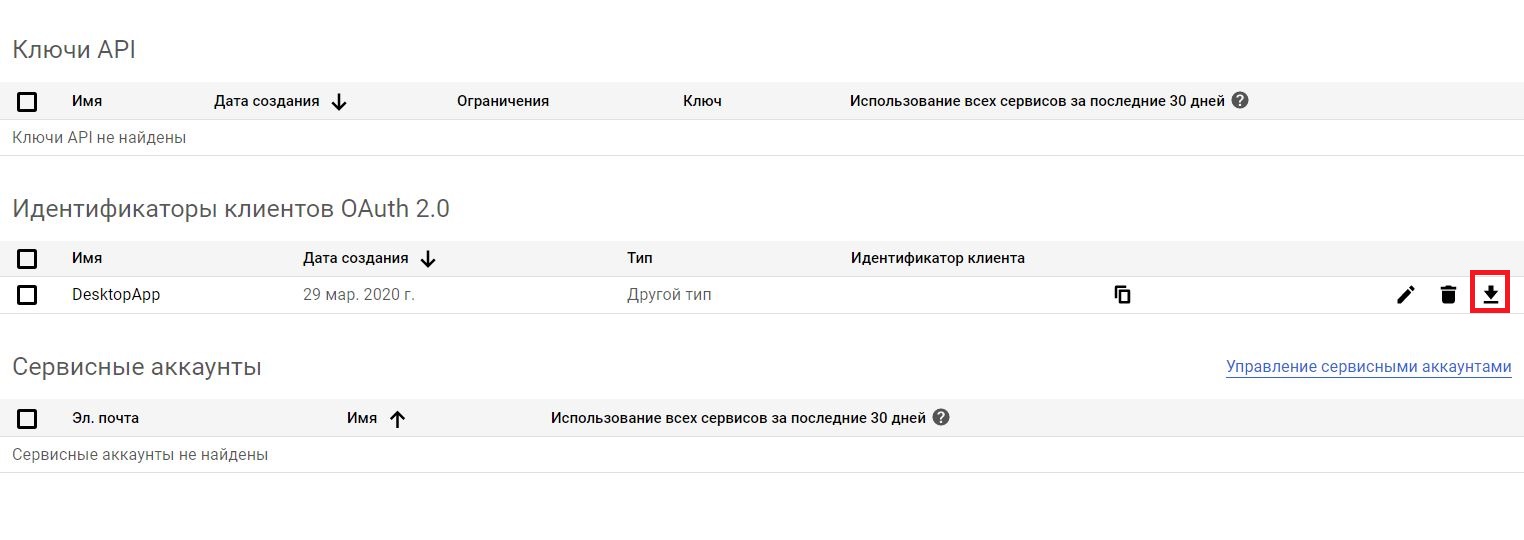 Ключи API
Имя Дата создания Ограничения Ключ Использование всех сервисов за последние 30 дней ?
Ключи API не найдены
Идентификаторы клиентов OAuth 2.0
Имя Дата создания Тип Идентификатор клиента
DesktopApp 29 мар. 2020 г. Другой тип
Сервисные аккаунты Управление сервисными аккаунтами
Эл. почта Имя Использование всех сервисов за последние 30 дней ?
Сервисные аккаунты не найдены